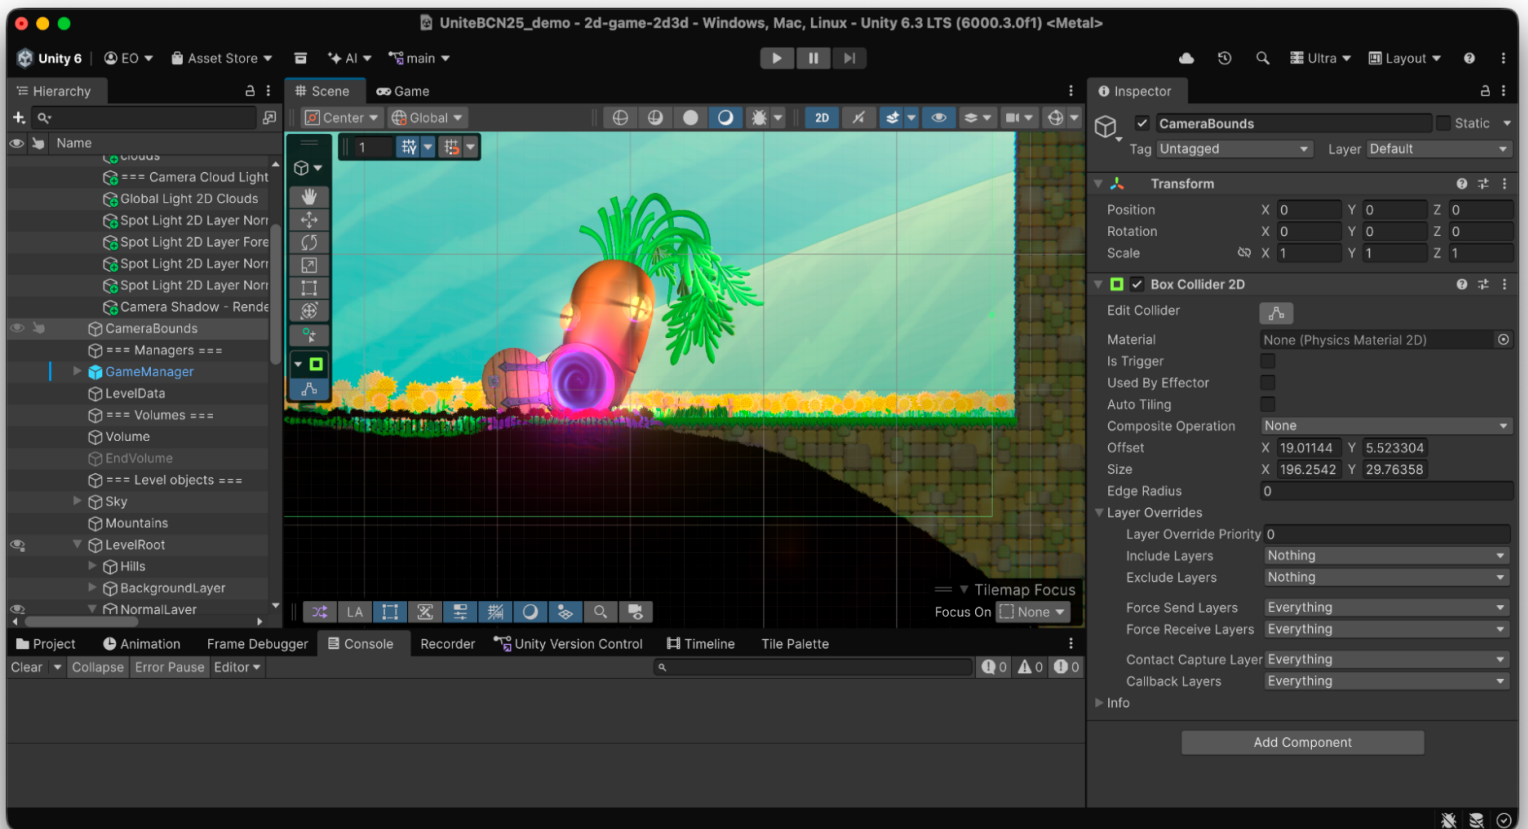 UniteBCN25_demo - 2d-game-2d3d - Windows, Mac, Linux - Unity 6.3 LTS (6000.3.0f1) <Metal>
Unity 6 EO Asset Store AI main Ultra Layout
Hierarchy
Scene Game
Inspector
Center Global 2D
Name
clouds
=== Camera Cloud Light
Global Light 2D Clouds
Spot Light 2D Layer Norr
Spot Light 2D Layer Fore
Spot Light 2D Layer Norr
Spot Light 2D Layer Norr
Camera Shadow - Rende
CameraBounds
=== Managers ===
GameManager
LevelData
=== Volumes ===
Volume
EndVolume
=== Level objects ===
Sky
Mountains
LevelRoot
Hills
BackgroundLayer
NormalLayer
1
Tilemap Focus
Focus On None
LA
CameraBounds Static
Tag Untagged Layer Default
Transform
Position X 0 Y 0 Z 0
Rotation X 0 Y 0 Z 0
Scale X 1 Y 1 Z 1
Box Collider 2D
Edit Collider
Material None (Physics Material 2D)
Is Trigger
Used By Effector
Auto Tiling
Composite Operation None
Offset X 19.01144 Y 5.523304
Size X 196.2542 Y 29.76358
Edge Radius 0
Layer Overrides
Layer Override Priority 0
Include Layers Nothing
Exclude Layers Nothing
Force Send Layers Everything
Force Receive Layers Everything
Contact Capture Layer Everything
Callback Layers Everything
Info
Add Component
Project Animation Frame Debugger Console Recorder Unity Version Control Timeline Tile Palette
Clear Collapse Error Pause Editor 0 0 0